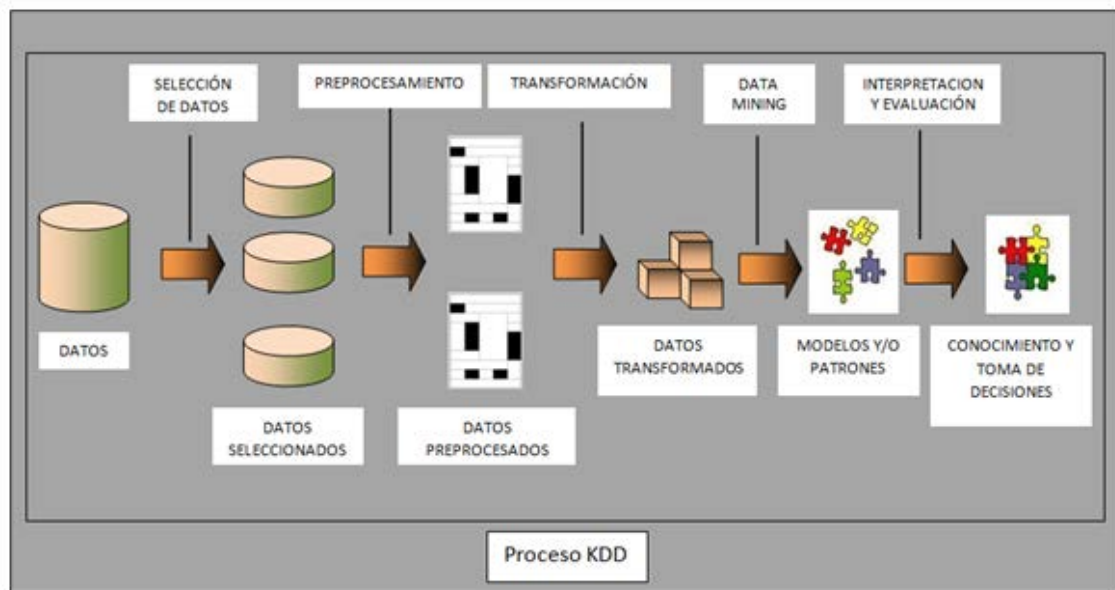 SELECCIÓN
DE DATOS
PREPROCESAMIENTO
TRANSFORMACIÓN
DATA
MINING
INTERPRETACION
Y EVALUACIÓN
DATOS
DATOS
SELECCIONADOS
DATOS
PREPROCESADOS
DATOS
TRANSFORMADOS
MODELOS Y/O
PATRONES
CONOCIMIENTO Y
TOMA DE
DECISIONES
Proceso KDD